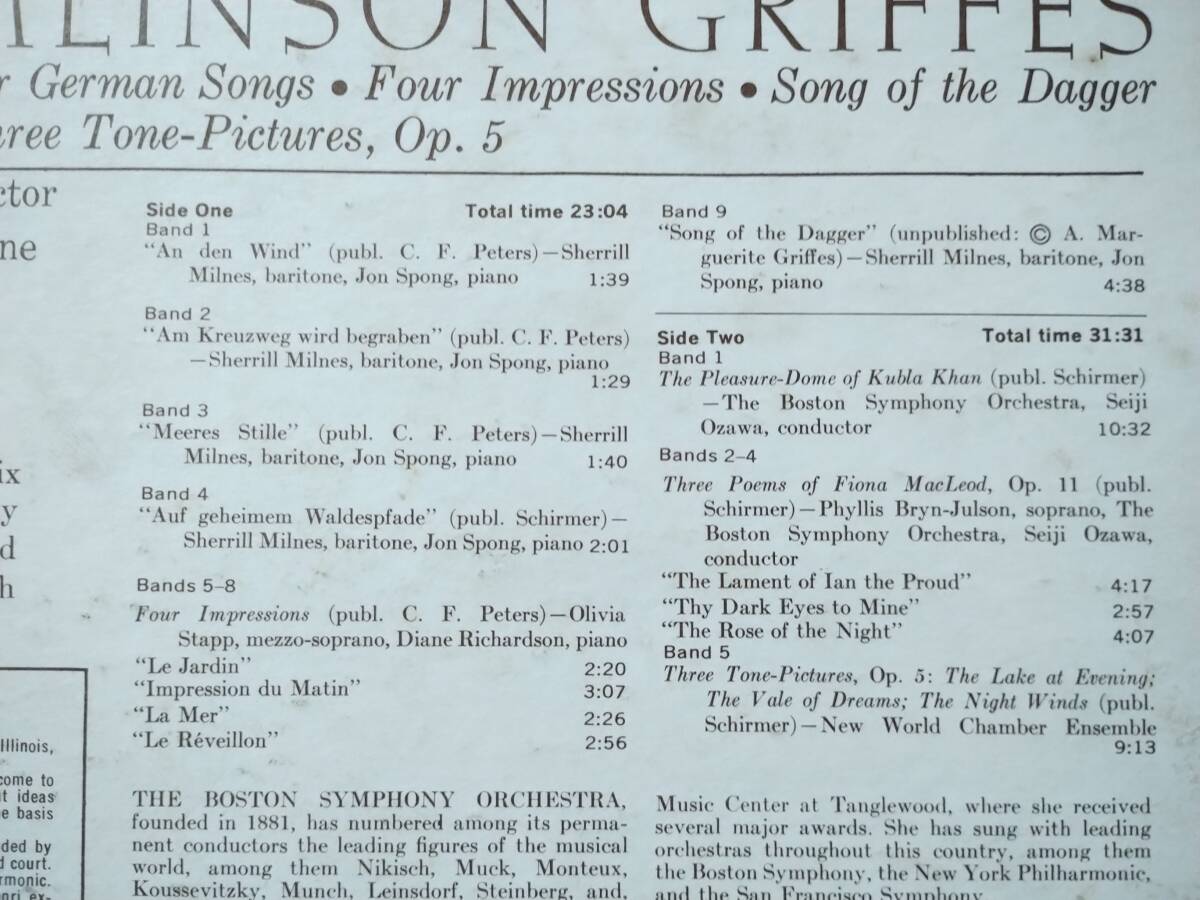 GRIFFES
German Songs • Four Impressions • Song of the Dagger
Tone-Pictures, Op. 5
Side One Total time 23:04
Band 1
“An den Wind” (publ. C. F. Peters)—Sherrill
Milnes, baritone, Jon Spong, piano 1:39
Band 2
“Am Kreuzweg wird begraben” (publ. C. F. Peters)
—Sherrill Milnes, baritone, Jon Spong, piano
1:29
Band 3
“Meeres Stille” (publ. C. F. Peters)—Sherrill
Milnes, baritone, Jon Spong, piano 1:40
Band 4
“Auf geheimem Waldespfade” (publ. Schirmer)—
Sherrill Milnes, baritone, Jon Spong, piano 2:01
Bands 5–8
Four Impressions (publ. C. F. Peters)—Olivia
Stapp, mezzo-soprano, Diane Richardson, piano
“Le Jardin” 2:20
“Impression du Matin” 3:07
“La Mer” 2:26
“Le Réveillon” 2:56
THE BOSTON SYMPHONY ORCHESTRA,
founded in 1881, has numbered among its perma-
nent conductors the leading figures of the musical
world, among them Nikisch, Muck, Monteux,
Koussevitzky, Munch, Leinsdorf, Steinberg, and,
Band 9
“Song of the Dagger” (unpublished: © A. Mar-
guerite Griffes)—Sherrill Milnes, baritone, Jon
Spong, piano 4:38
Side Two Total time 31:31
Band 1
The Pleasure-Dome of Kubla Khan (publ. Schirmer)
—The Boston Symphony Orchestra, Seiji
Ozawa, conductor 10:32
Bands 2–4
Three Poems of Fiona MacLeod, Op. 11 (publ.
Schirmer)—Phyllis Bryn-Julson, soprano, The
Boston Symphony Orchestra, Seiji Ozawa,
conductor
“The Lament of Ian the Proud” 4:17
“Thy Dark Eyes to Mine” 2:57
“The Rose of the Night” 4:07
Band 5
Three Tone-Pictures, Op. 5: The Lake at Evening;
The Vale of Dreams; The Night Winds (publ.
Schirmer)—New World Chamber Ensemble
9:13
Music Center at Tanglewood, where she received
several major awards. She has sung with leading
orchestras throughout this country, among them
the Boston Symphony, the New York Philharmonic,
and the San Francisco Symphony.
Illinois,
come to
ideas
basis
by
court.